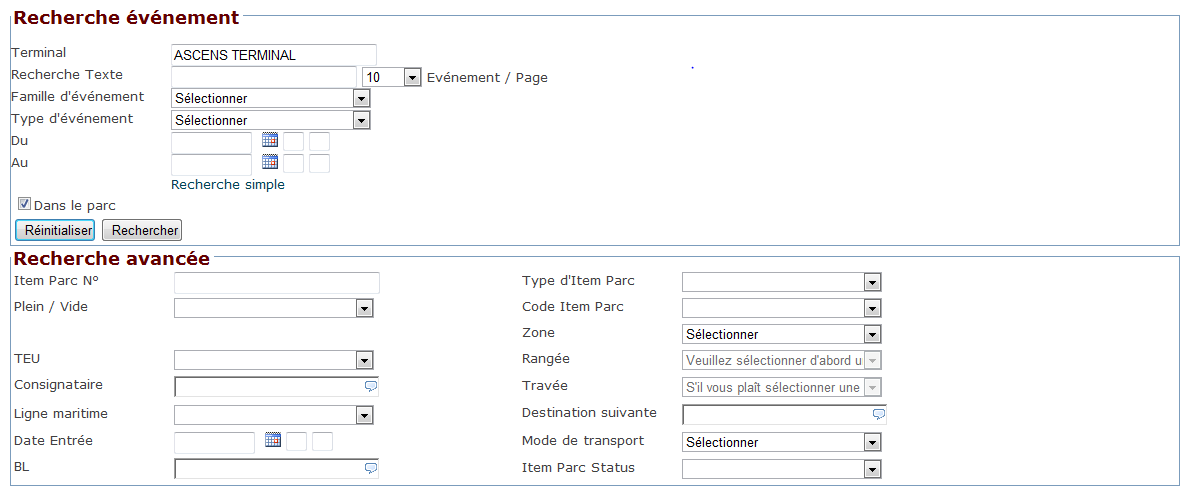 Recherche événement
Terminal ASCENS TERMINAL
Recherche Texte 10 Evénement / Page
Famille d'événement Sélectionner
Type d'événement Sélectionner
Du
Au
Recherche simple
Dans le parc
Réinitialiser Rechercher
Recherche avancée
Item Parc N° Type d'Item Parc
Plein / Vide Code Item Parc
Zone Sélectionner
TEU Rangée Veuillez sélectionner d'abord u
Consignataire Travée S'il vous plaît sélectionner une
Ligne maritime Destination suivante
Date Entrée Mode de transport Sélectionner
BL Item Parc Status